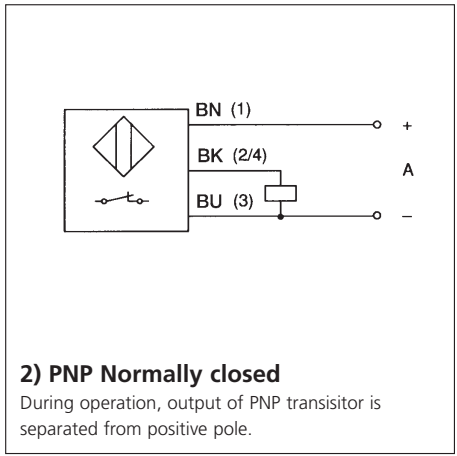 BN (1)
+
BK (2/4)
A
BU (3)
–
2) PNP Normally closed
During operation, output of PNP transisitor is
separated from positive pole.